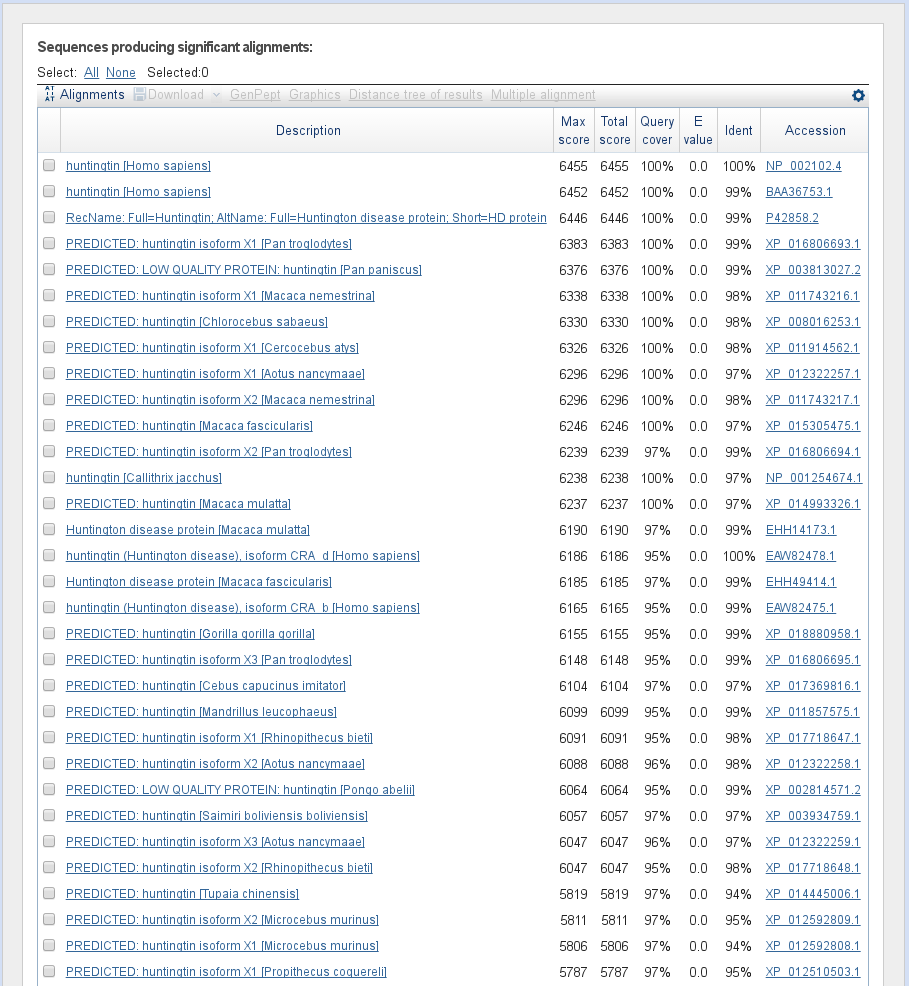 Sequences producing significant alignments:
Select: All None Selected:0
Alignments Download GenPept Graphics Distance tree of results Multiple alignment
Description Max score Total score Query cover E value Ident Accession
huntingtin [Homo sapiens] 6455 6455 100% 0.0 100% NP_002102.4
huntingtin [Homo sapiens] 6452 6452 100% 0.0 99% BAA36753.1
RecName: Full=Huntingtin; AltName: Full=Huntington disease protein; Short=HD protein 6446 6446 100% 0.0 99% P42858.2
PREDICTED: huntingtin isoform X1 [Pan troglodytes] 6383 6383 100% 0.0 99% XP_016806693.1
PREDICTED: LOW QUALITY PROTEIN: huntingtin [Pan paniscus] 6376 6376 100% 0.0 99% XP_003813027.2
PREDICTED: huntingtin isoform X1 [Macaca nemestrina] 6338 6338 100% 0.0 98% XP_011743216.1
PREDICTED: huntingtin [Chlorocebus sabaeus] 6330 6330 100% 0.0 98% XP_008016253.1
PREDICTED: huntingtin isoform X1 [Cercocebus atys] 6326 6326 100% 0.0 98% XP_011914562.1
PREDICTED: huntingtin isoform X1 [Aotus nancymaae] 6296 6296 100% 0.0 97% XP_012322257.1
PREDICTED: huntingtin isoform X2 [Macaca nemestrina] 6296 6296 100% 0.0 98% XP_011743217.1
PREDICTED: huntingtin [Macaca fascicularis] 6246 6246 100% 0.0 97% XP_015305475.1
PREDICTED: huntingtin isoform X2 [Pan troglodytes] 6239 6239 97% 0.0 99% XP_016806694.1
huntingtin [Callithrix jacchus] 6238 6238 100% 0.0 97% NP_001254674.1
PREDICTED: huntingtin [Macaca mulatta] 6237 6237 100% 0.0 97% XP_014993326.1
Huntington disease protein [Macaca mulatta] 6190 6190 97% 0.0 99% EHH14173.1
huntingtin (Huntington disease), isoform CRA_d [Homo sapiens] 6186 6186 95% 0.0 100% EAW82478.1
Huntington disease protein [Macaca fascicularis] 6185 6185 97% 0.0 99% EHH49414.1
huntingtin (Huntington disease), isoform CRA_b [Homo sapiens] 6165 6165 95% 0.0 99% EAW82475.1
PREDICTED: huntingtin [Gorilla gorilla gorilla] 6155 6155 95% 0.0 99% XP_018880958.1
PREDICTED: huntingtin isoform X3 [Pan troglodytes] 6148 6148 95% 0.0 99% XP_016806695.1
PREDICTED: huntingtin [Cebus capucinus imitator] 6104 6104 97% 0.0 97% XP_017369816.1
PREDICTED: huntingtin [Mandrillus leucophaeus] 6099 6099 95% 0.0 99% XP_011857575.1
PREDICTED: huntingtin isoform X1 [Rhinopithecus bieti] 6091 6091 95% 0.0 98% XP_017718647.1
PREDICTED: huntingtin isoform X2 [Aotus nancymaae] 6088 6088 96% 0.0 98% XP_012322258.1
PREDICTED: LOW QUALITY PROTEIN: huntingtin [Pongo abelii] 6064 6064 95% 0.0 99% XP_002814571.2
PREDICTED: huntingtin [Saimiri boliviensis boliviensis] 6057 6057 97% 0.0 97% XP_003934759.1
PREDICTED: huntingtin isoform X3 [Aotus nancymaae] 6047 6047 96% 0.0 97% XP_012322259.1
PREDICTED: huntingtin isoform X2 [Rhinopithecus bieti] 6047 6047 95% 0.0 98% XP_017718648.1
PREDICTED: huntingtin [Tupaia chinensis] 5819 5819 97% 0.0 94% XP_014445006.1
PREDICTED: huntingtin isoform X2 [Microcebus murinus] 5811 5811 97% 0.0 95% XP_012592809.1
PREDICTED: huntingtin isoform X1 [Microcebus murinus] 5806 5806 97% 0.0 94% XP_012592808.1
PREDICTED: huntingtin isoform X1 [Propithecus coquereli] 5787 5787 97% 0.0 95% XP_012510503.1